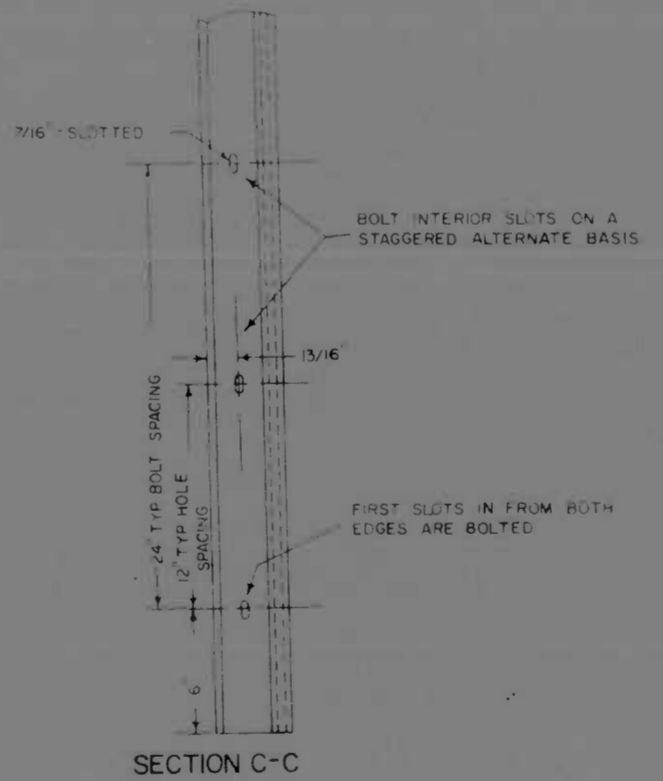 7/16" SLOTTED
BOLT INTERIOR SLOTS ON A
STAGGERED ALTERNATE BASIS
13/16"
24" TYP BOLT SPACING
12" TYP HOLE
SPACING
FIRST SLOTS IN FROM BOTH
EDGES ARE BOLTED
6"
SECTION C-C